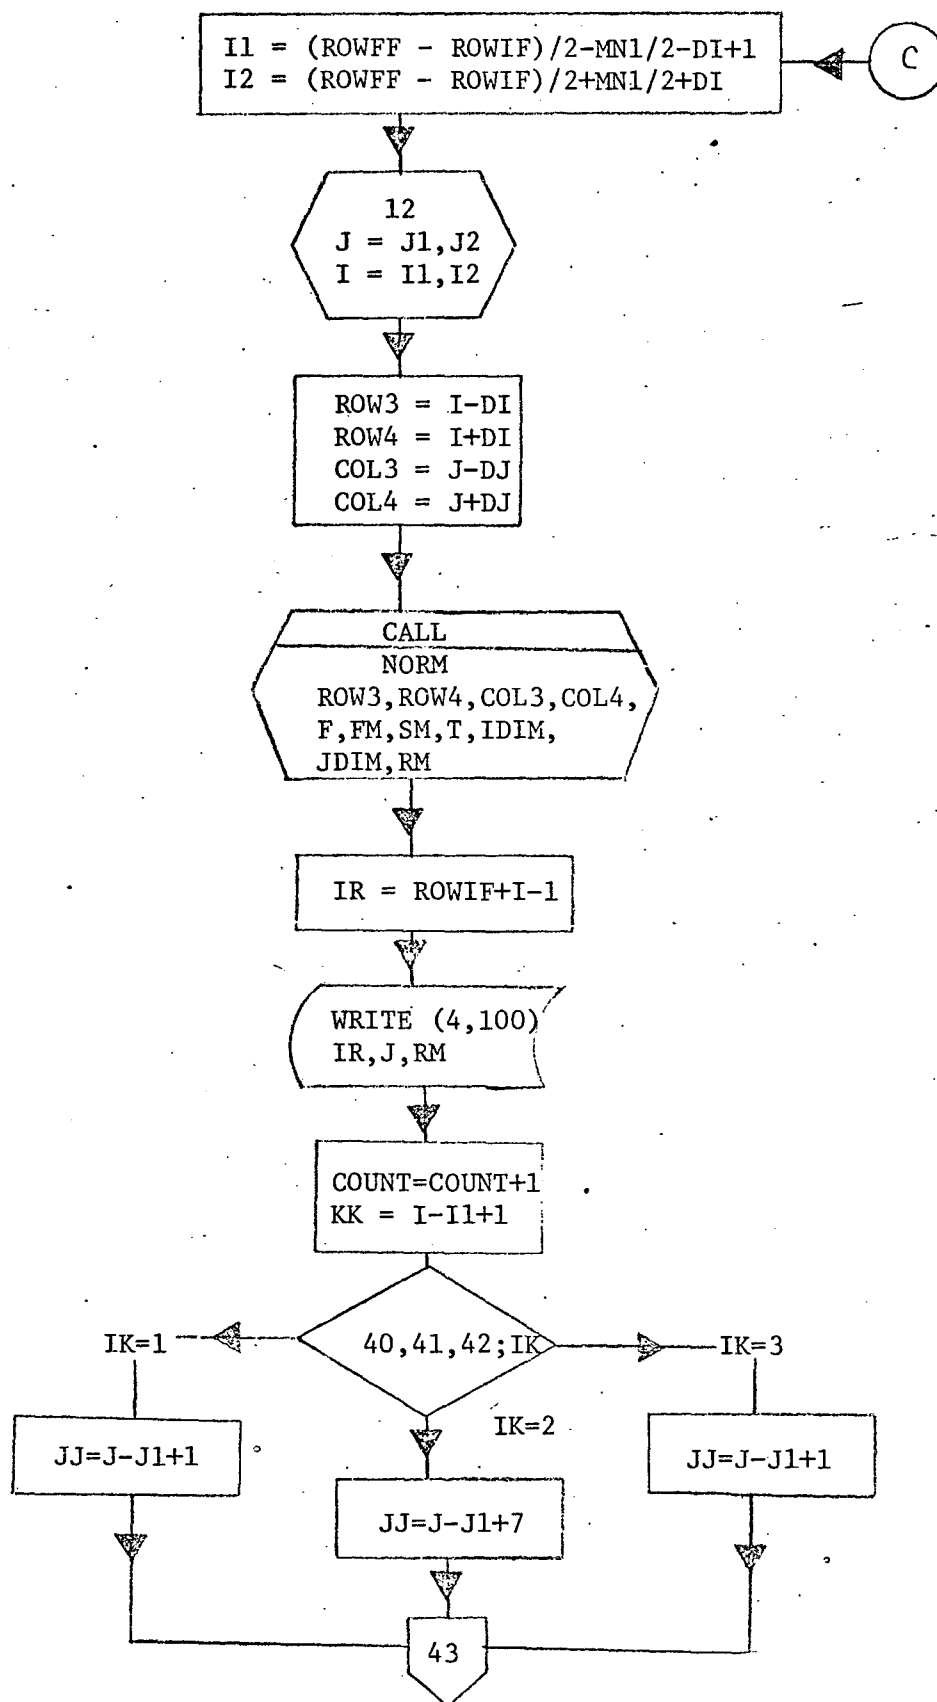 I1 = (ROWFF - ROWIF)/2-MN1/2-DI+1
I2 = (ROWFF - ROWIF)/2+MN1/2+DI
C
12
J = J1,J2
I = I1,I2
ROW3 = I-DI
ROW4 = I+DI
COL3 = J-DJ
COL4 = J+DJ
CALL
NORM
ROW3,ROW4,COL3,COL4,
F,FM,SM,T,IDIM,
JDIM,RM
IR = ROWIF+I-1
WRITE (4,100)
IR,J,RM
COUNT=COUNT+1
KK = I-I1+1
IK=1
40,41,42;IK
IK=3
IK=2
JJ=J-J1+1
JJ=J-J1+7
JJ=J-J1+1
43